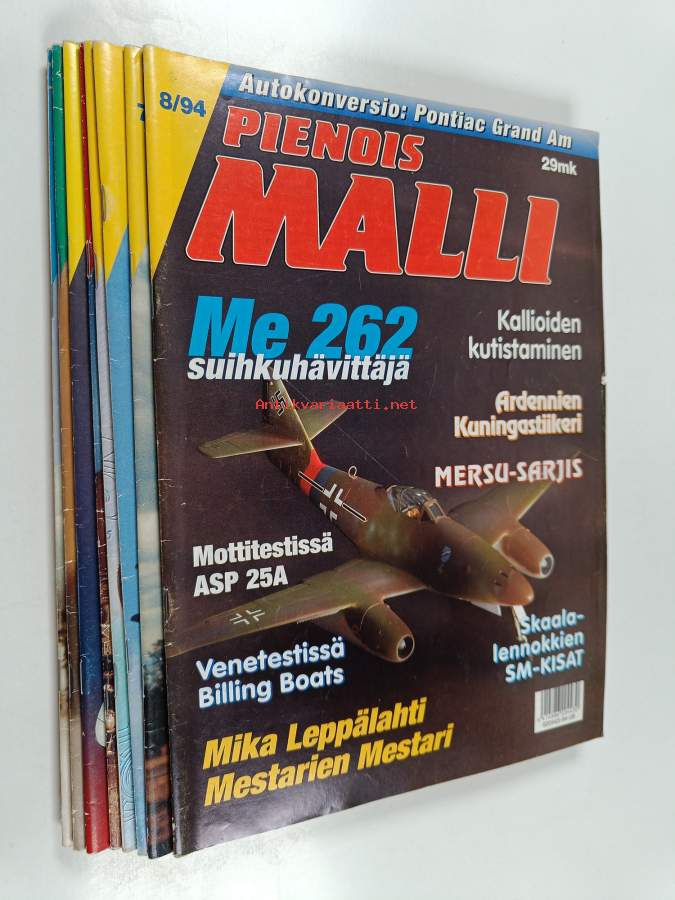 Autokonversio: Pontiac Grand Am
7
8/94
PIENOIS
29mk
MALLI
Me 262
suihkuhävittäjä
Kallioiden
kutistaminen
Antikvariaatti.net
Ardennien
Kuningastiikeri
MERSU-SARJIS
Mottitestissä
ASP 25A
Skaala-
lennokkien
SM-KISAT
Venetestissä
Billing Boats
Mika Leppälahti
Mestarien Mestari